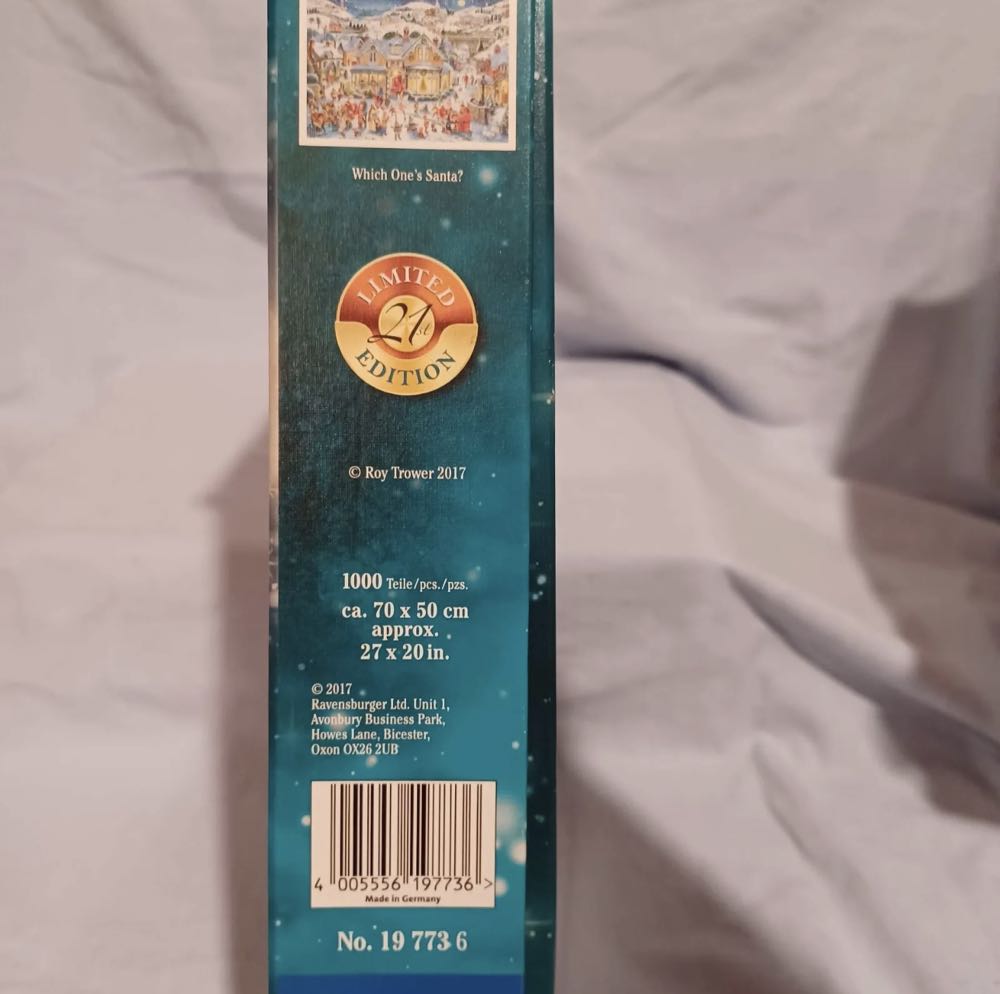 Which One's Santa?
LIMITED
21st
EDITION
© Roy Trower 2017
1000 Teile/pcs./pzs.
ca. 70 x 50 cm
approx.
27 x 20 in.
© 2017
Ravensburger Ltd. Unit 1,
Avonbury Business Park,
Howes Lane, Bicester,
Oxon OX26 2UB
4 005556 197736 >
Made in Germany
No. 19 773 6